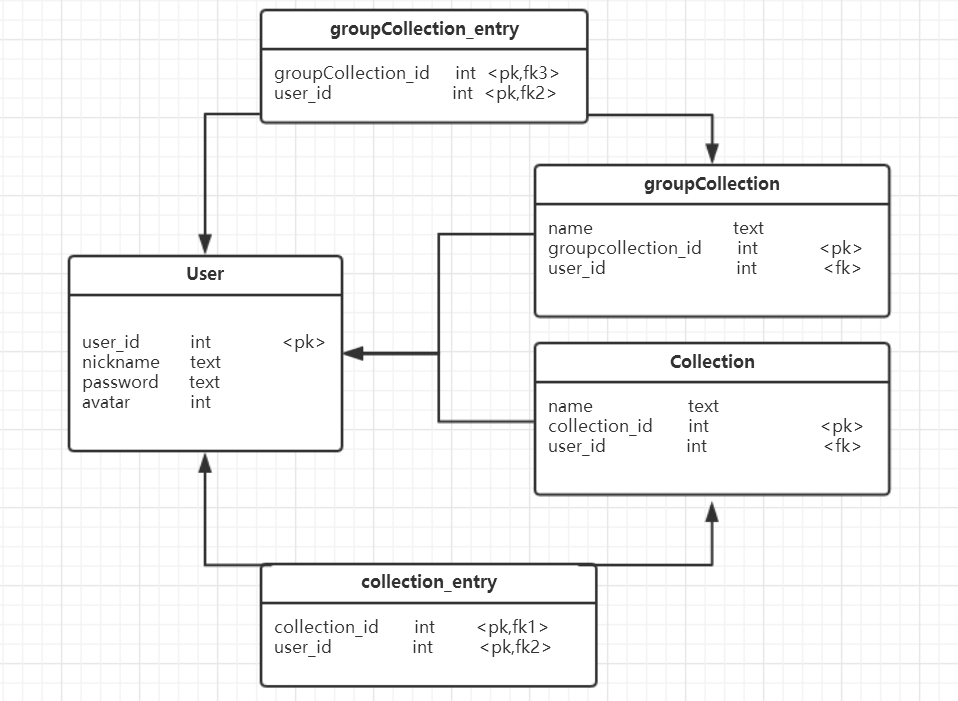 groupCollection_entry
groupCollection_id int <pk,fk3>
user_id int <pk,fk2>
groupCollection
name text
groupcollection_id int <pk>
user_id int <fk>
User
user_id int <pk>
nickname text
password text
avatar int
Collection
name text
collection_id int <pk>
user_id int <fk>
collection_entry
collection_id int <pk,fk1>
user_id int <pk,fk2>